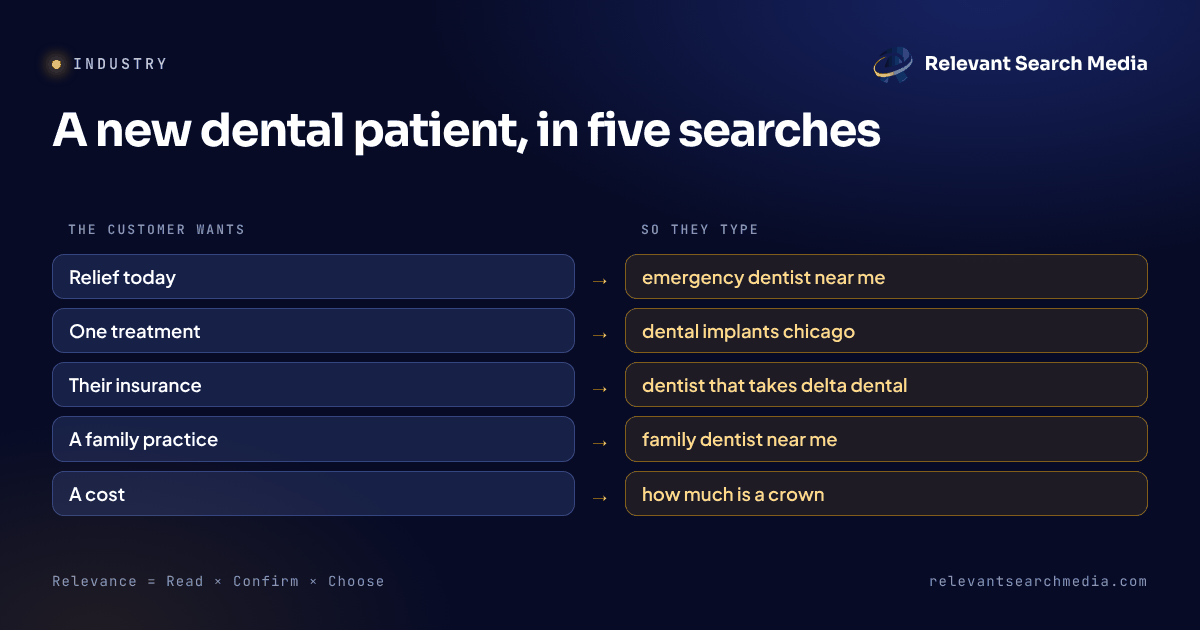 INDUSTRY
Relevant Search Media
A new dental patient, in five searches
THE CUSTOMER WANTS
SO THEY TYPE
Relief today
→
emergency dentist near me
One treatment
→
dental implants chicago
Their insurance
→
dentist that takes delta dental
A family practice
→
family dentist near me
A cost
→
how much is a crown
Relevance = Read × Confirm × Choose
relevantsearchmedia.com